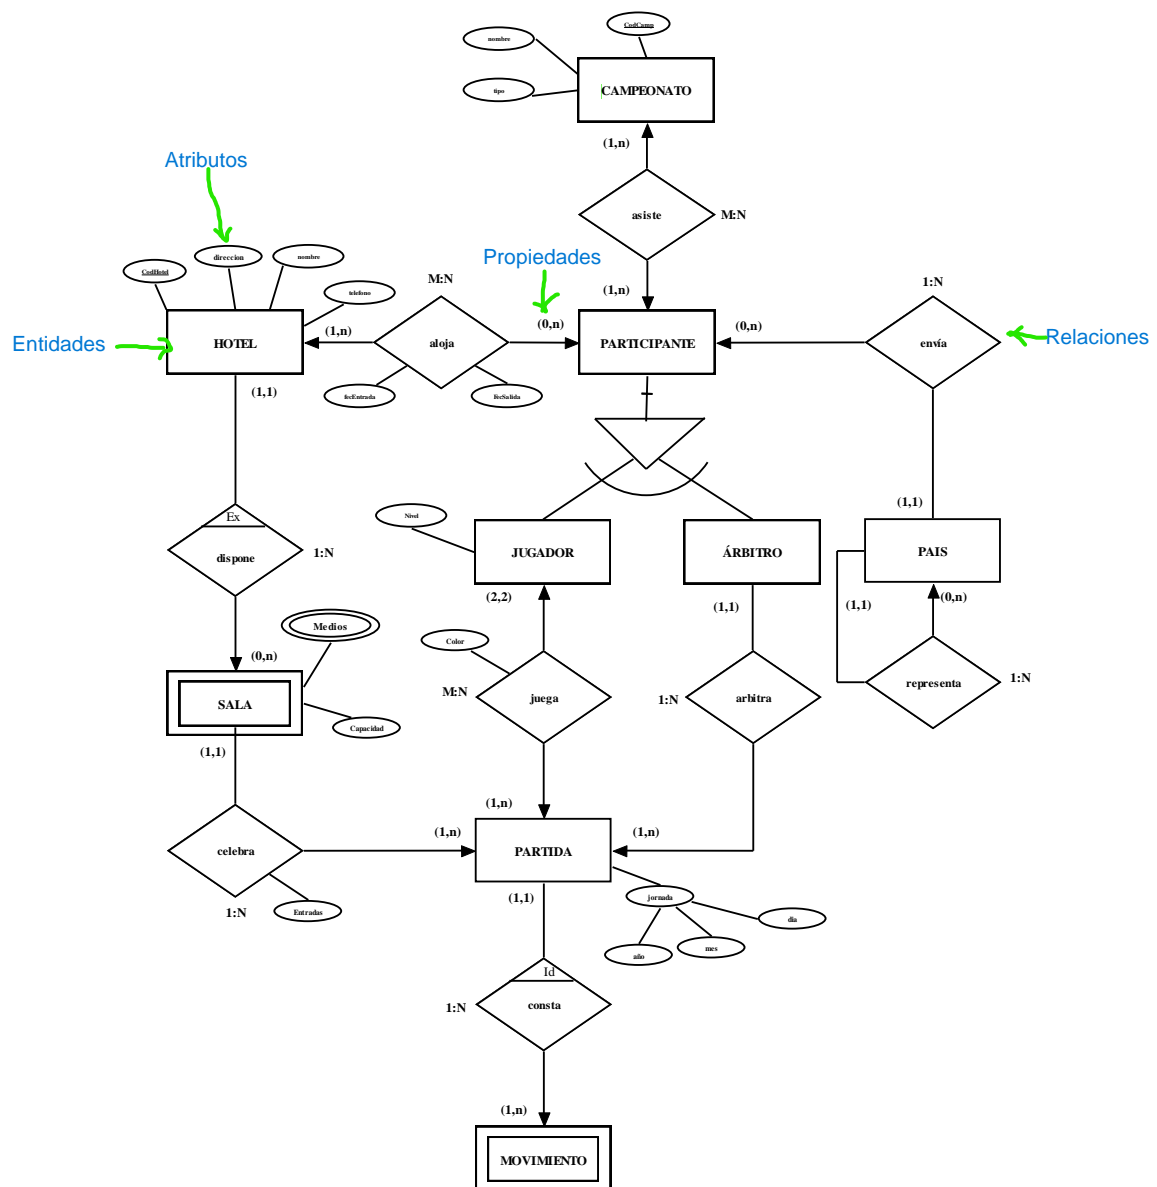 CodCamp
nombre
tipo
CAMPEONATO
(1,n)
asiste
M:N
(1,n)
Atributos
Propiedades
CodHotel
direccion
nombre
telefono
M:N
1:N
Entidades
HOTEL
(1,n)
aloja
(0,n)
PARTICIPANTE
(0,n)
envía
Relaciones
fecEntrada
FecSalida
(1,1)
(1,1)
Nivel
Ex
dispone
1:N
JUGADOR
ÁRBITRO
PAIS
(2,2)
(1,1)
(1,1)
(0,n)
Medios
Color
(0,n)
SALA
M:N
juega
1:N
arbitra
representa
1:N
Capacidad
(1,1)
(1,n)
(1,n)
(1,n)
celebra
PARTIDA
1:N
Entradas
(1,1)
jornada
dia
año
mes
Id
1:N
consta
(1,n)
MOVIMIENTO